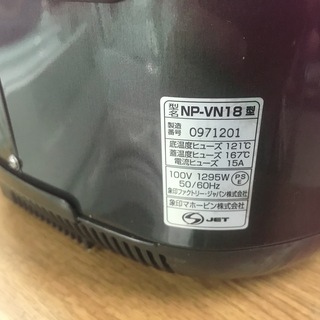 型名 NP-VN18 型
製造番号 0971201
底温度ヒューズ 121℃
蓋温度ヒューズ 167℃
電流ヒューズ 15A
100V 1295W
50/60Hz
PS E
象印ファクトリー・ジャパン株式会社
象印マホービン株式会社
S JET